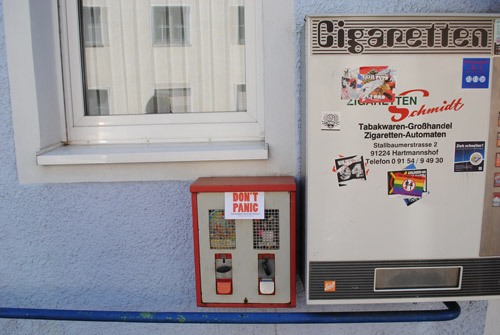 Cigaretten
ZIGARETTEN
Schmidt
Tabakwaren-Großhandel
Zigaretten-Automaten
Stallbaumerstrasse 2
91224 Hartmannshof
Telefon 0 91 54 / 9 49 30
DON'T
PANIC